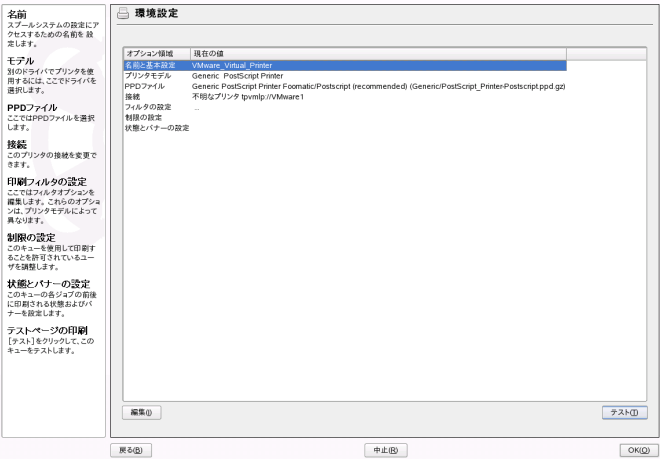 名前
スプールシステムの設定にア
クセスするための名前を 設
定します。
モデル
別のドライバでプリンタを使
用するには、ここでドライバを
選択します。
PPDファイル
ここではPPDファイルを選択
します。
接続
このプリンタの接続を変更で
きます。
印刷フィルタの設定
ここではフィルタオプションを
編集します。これらのオプショ
ンは、プリンタモデルによって
異なります。
制限の設定
このキューを使用して印刷す
ることを許可されているユー
ザを調整します。
状態とバナーの設定
このキューの各ジョブの前後
に印刷される状態およびバ
ナーを設定します。
テストページの印刷
［テスト］をクリックして、この
キューをテストします。
環境設定
オプション領域 現在の値
名前と基本設定 VMware_Virtual_Printer
プリンタモデル Generic PostScript Printer
PPDファイル Generic PostScript Printer Foomatic/Postscript (recommended) (Generic/PostScript_Printer-Postscript.ppd.gz)
接続 不明なプリンタ tpvmlp://VMware1
フィルタの設定 ...
制限の設定
状態とバナーの設定
編集(I) テスト(T)
戻る(B) 中止(R) OK(O)